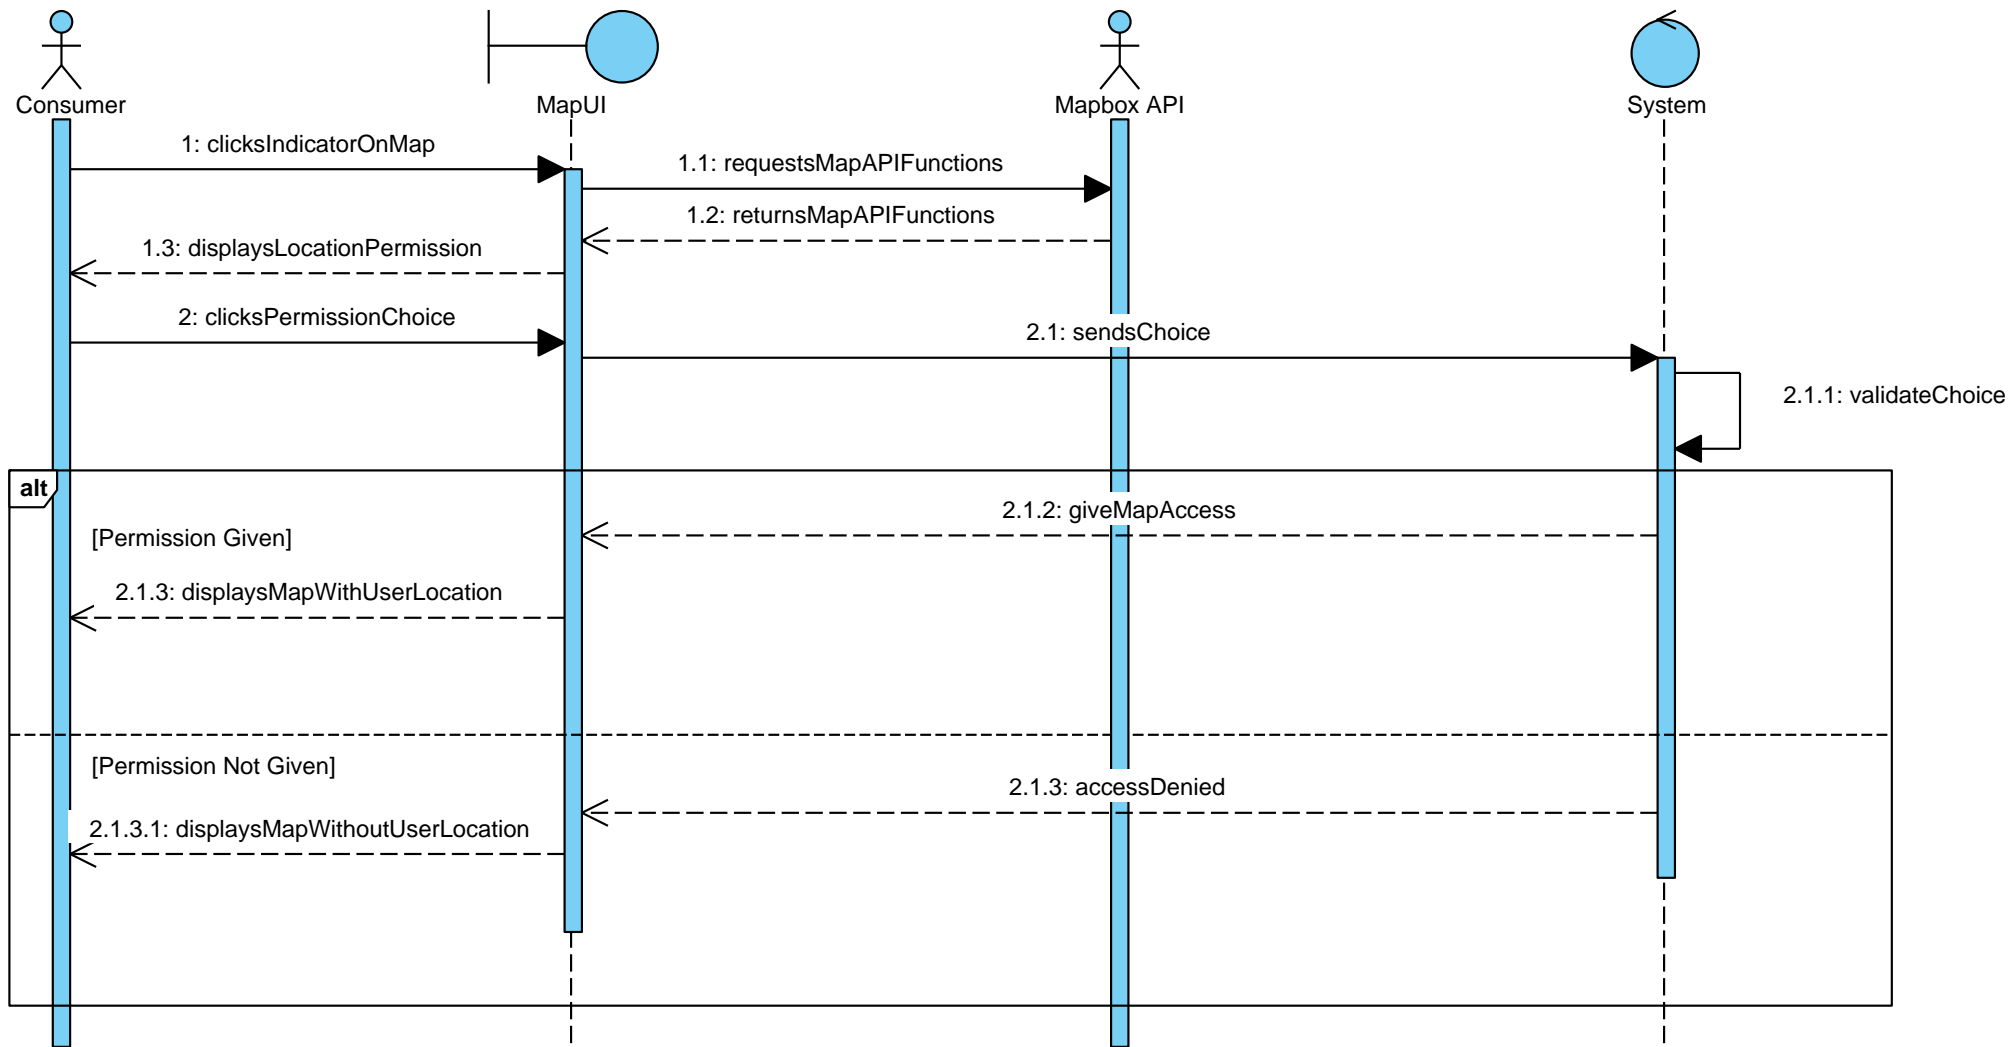 Consumer
MapUI
Mapbox API
System
1: clicksIndicatorOnMap
1.1: requestsMapAPIFunctions
1.2: returnsMapAPIFunctions
1.3: displaysLocationPermission
2: clicksPermissionChoice
2.1: sendsChoice
2.1.1: validateChoice
alt
2.1.2: giveMapAccess
[Permission Given]
2.1.3: displaysMapWithUserLocation
[Permission Not Given]
2.1.3: accessDenied
2.1.3.1: displaysMapWithoutUserLocation